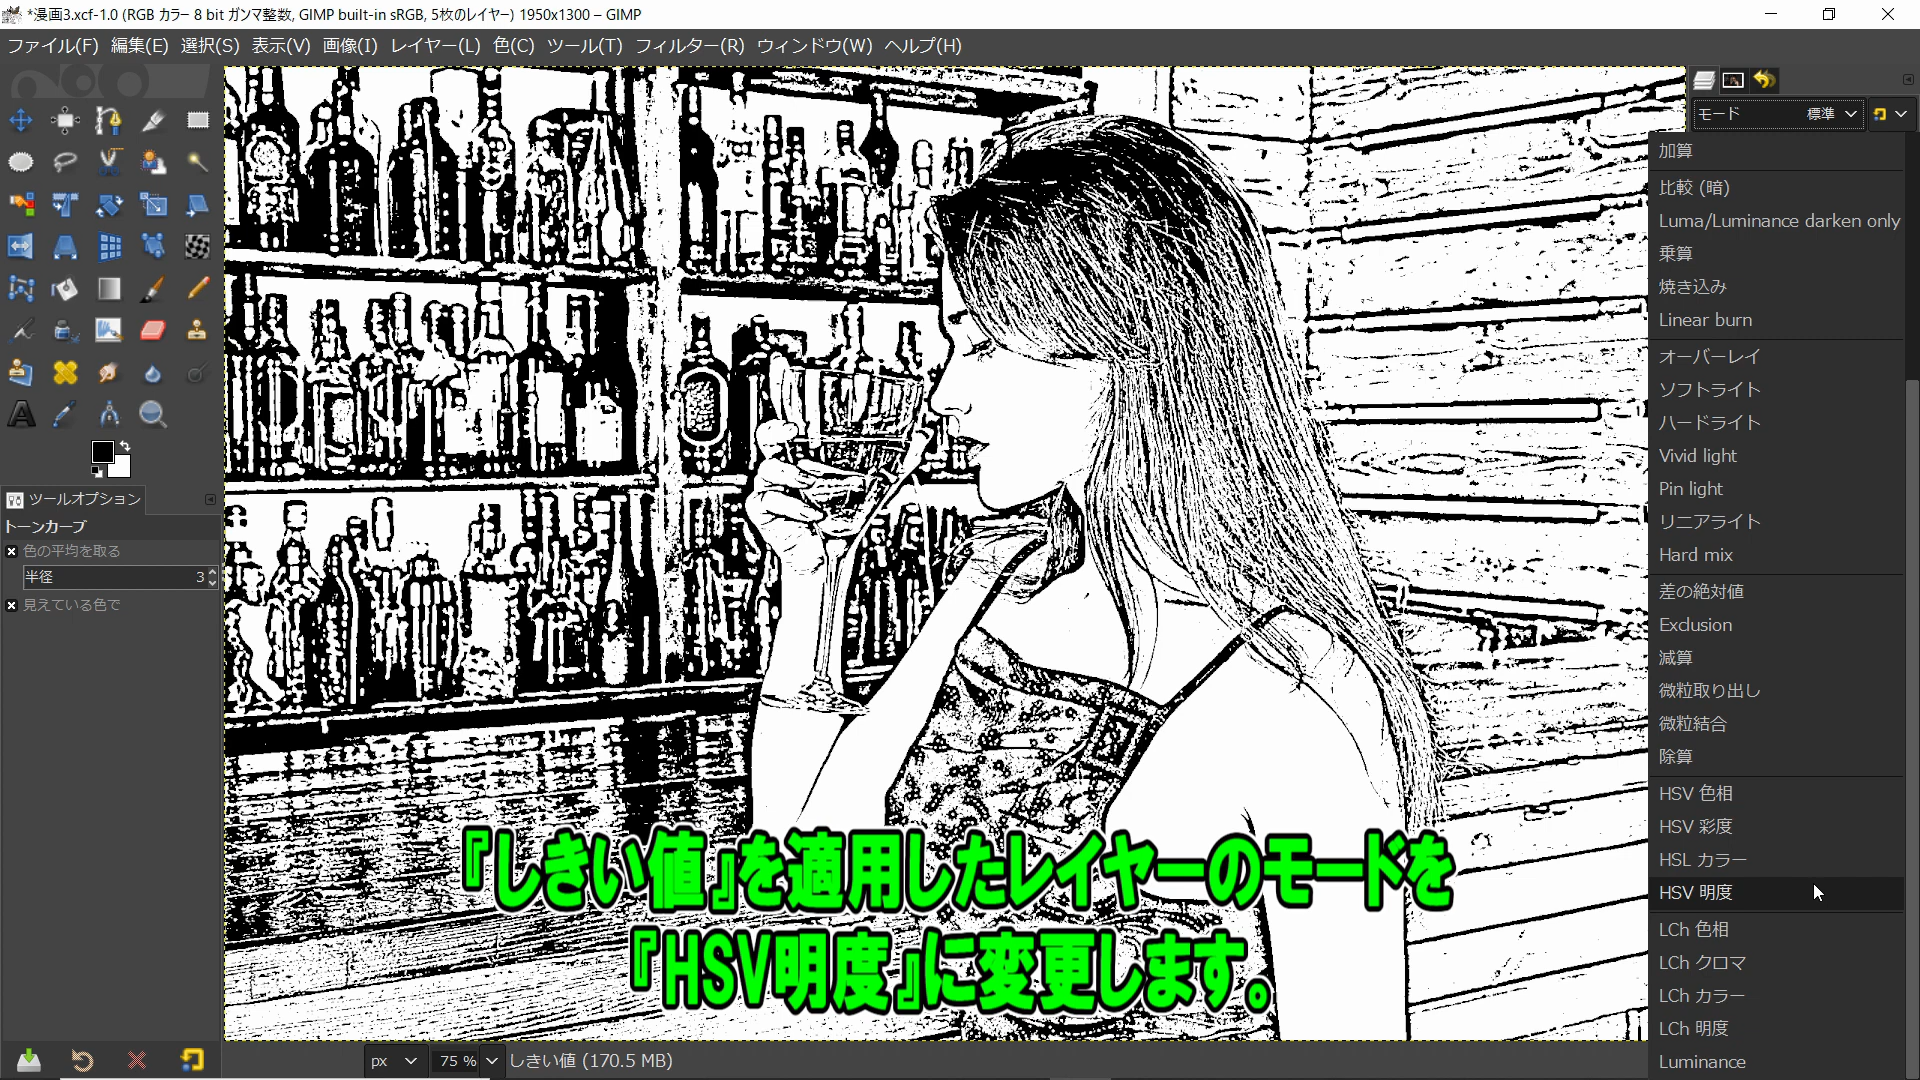 *漫画3.xcf-1.0 (RGB カラー 8 bit ガンマ整数, GIMP built-in sRGB, 5枚のレイヤー) 1950x1300 – GIMP
ファイル(F) 編集(E) 選択(S) 表示(V) 画像(I) レイヤー(L) 色(C) ツール(T) フィルター(R) ウィンドウ(W) ヘルプ(H)
モード 標準
加算
比較 (暗)
Luma/Luminance darken only
乗算
焼き込み
Linear burn
オーバーレイ
ソフトライト
ハードライト
Vivid light
Pin light
リニアライト
Hard mix
差の絶対値
Exclusion
減算
微粒取り出し
微粒結合
除算
HSV 色相
HSV 彩度
HSL カラー
HSV 明度
LCh 色相
LCh クロマ
LCh カラー
LCh 明度
Luminance
ツールオプション
トーンカーブ
色の平均を取る
半径 3
見えている色で
『しきい値』を適用したレイヤーのモードを
『HSV明度』に変更します。
px 75 % しきい値 (170.5 MB)